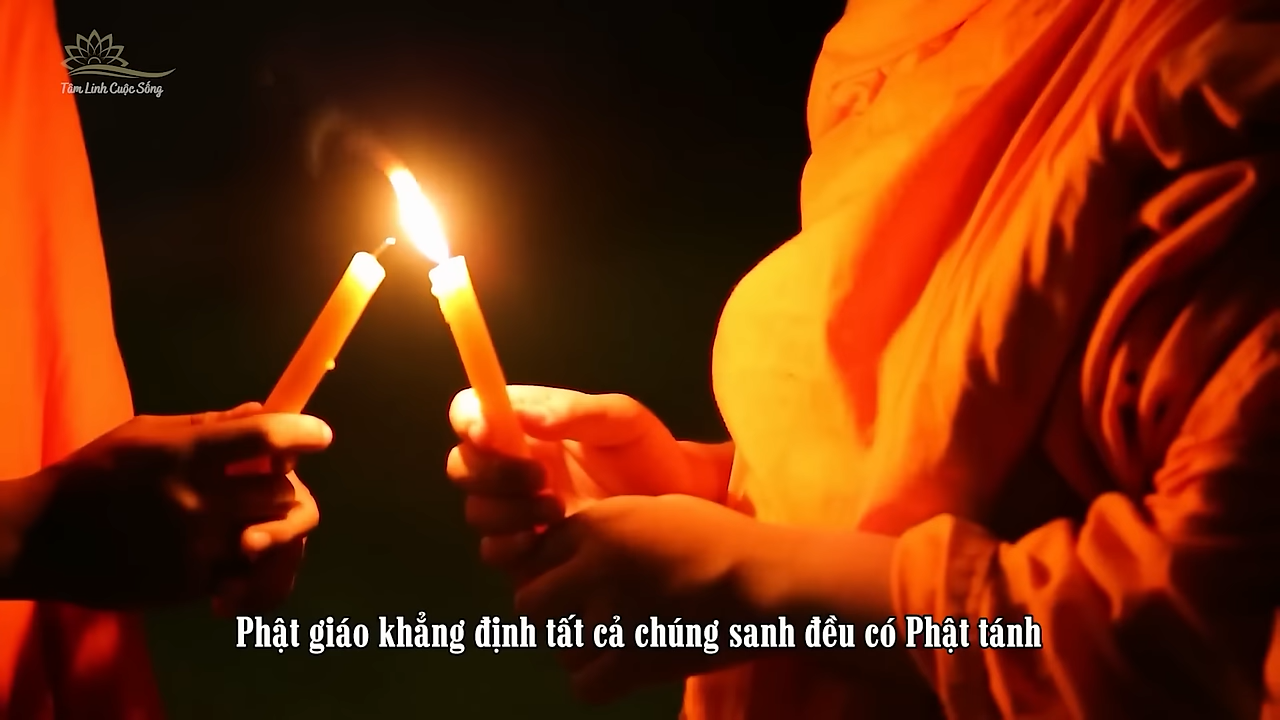 Tâm Linh Cuộc Sống
Phật giáo khẳng định tất cả chúng sanh đều có Phật tánh